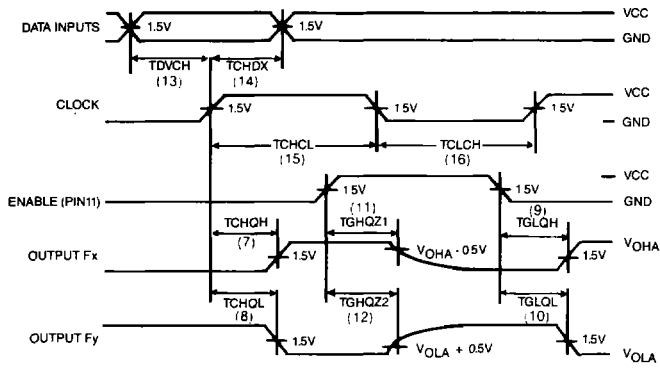 VCC
DATA INPUTS
1.5V
1.5V
GND
TDVCH
(13)
TCHDX
(14)
VCC
CLOCK
1.5V
1 5V
1 5V
GND
TCHCL
(15)
TCLCH
(16)
VCC
1 5V
1 5V
ENABLE (PIN11)
GND
(11)
(9)
TCHQH
(7)
TGHQZ1
TGLQH
VOHA - 0.5V
VOHA
OUTPUT Fx
1.5V
1.5V
TCHQL
(8)
TGHQZ2
(12)
TGLQL
(10)
OUTPUT Fy
1.5V
VOLA + 0.5V
1.5V
VOLA